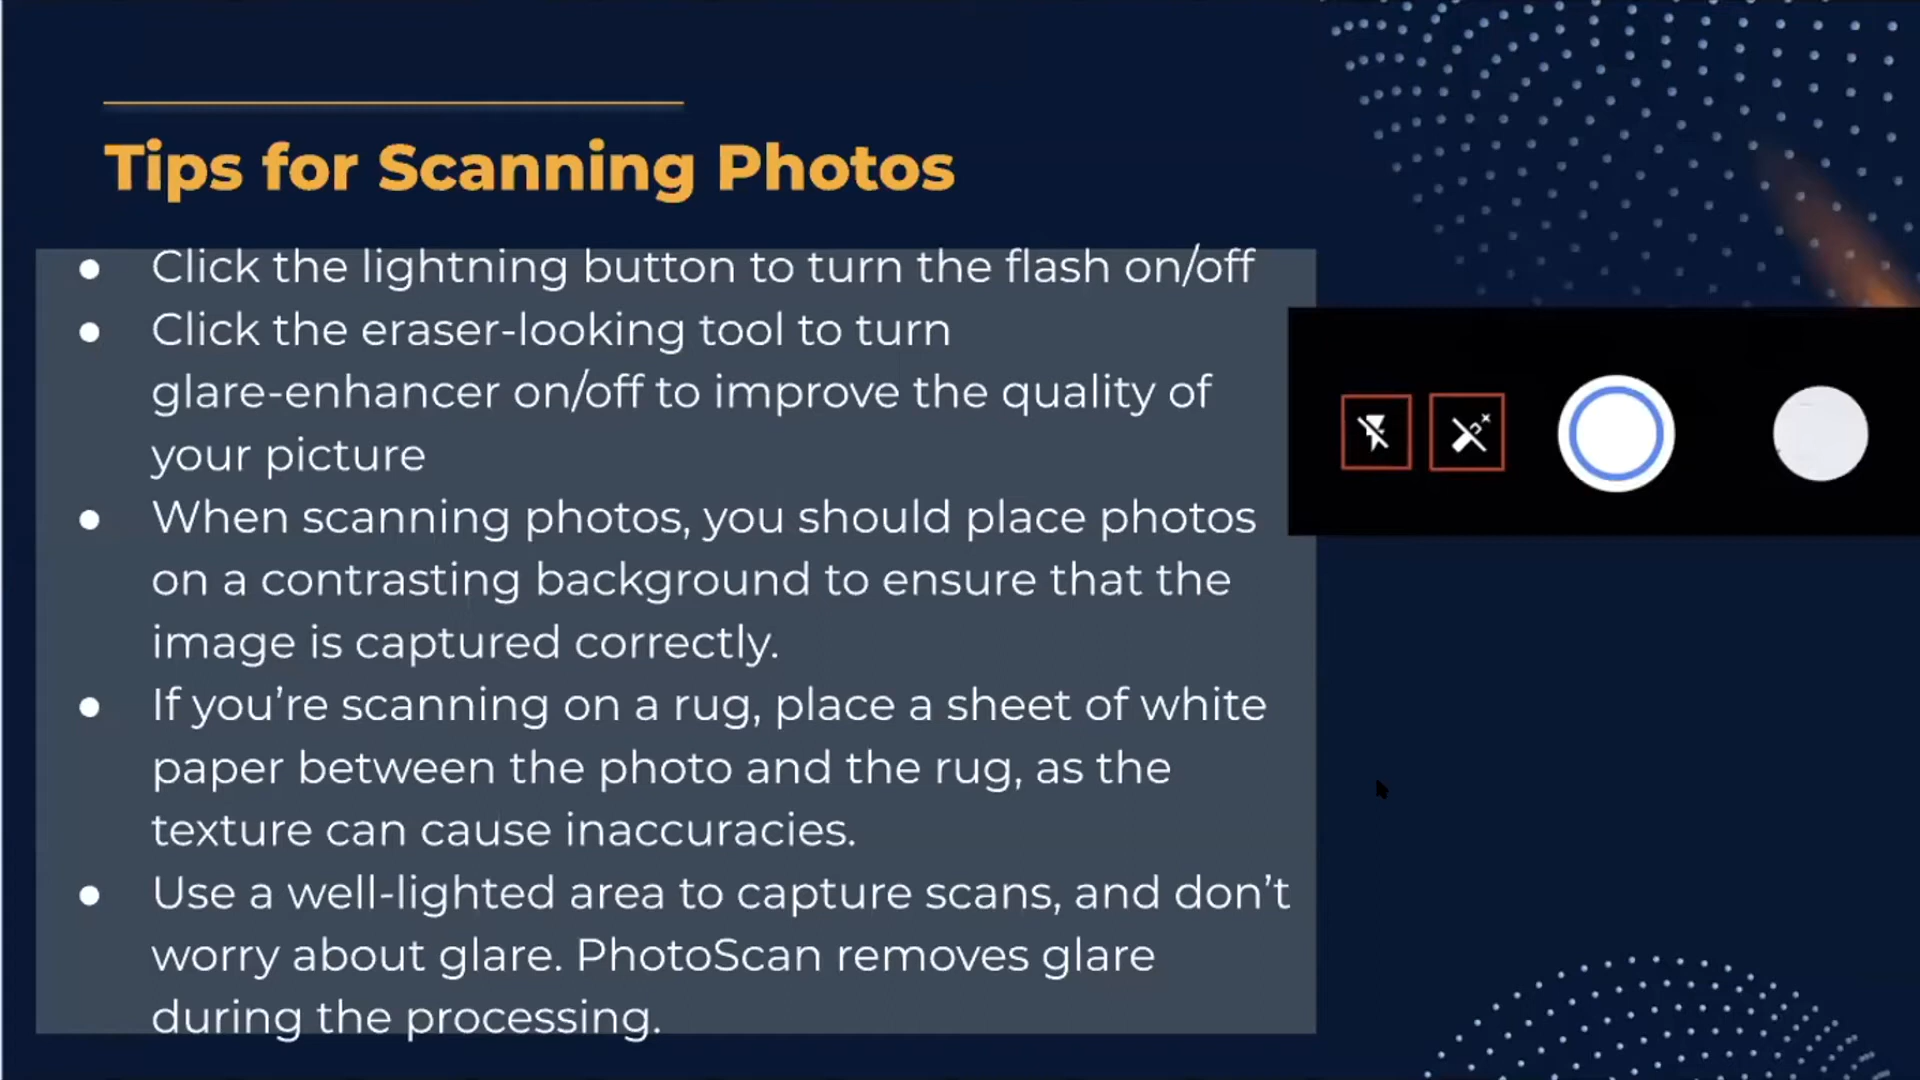 Tips for Scanning Photos
● Click the lightning button to turn the flash on/off
● Click the eraser-looking tool to turn
glare-enhancer on/off to improve the quality of
your picture
● When scanning photos, you should place photos
on a contrasting background to ensure that the
image is captured correctly.
● If you’re scanning on a rug, place a sheet of white
paper between the photo and the rug, as the
texture can cause inaccuracies.
● Use a well-lighted area to capture scans, and don’t
worry about glare. PhotoScan removes glare
during the processing.